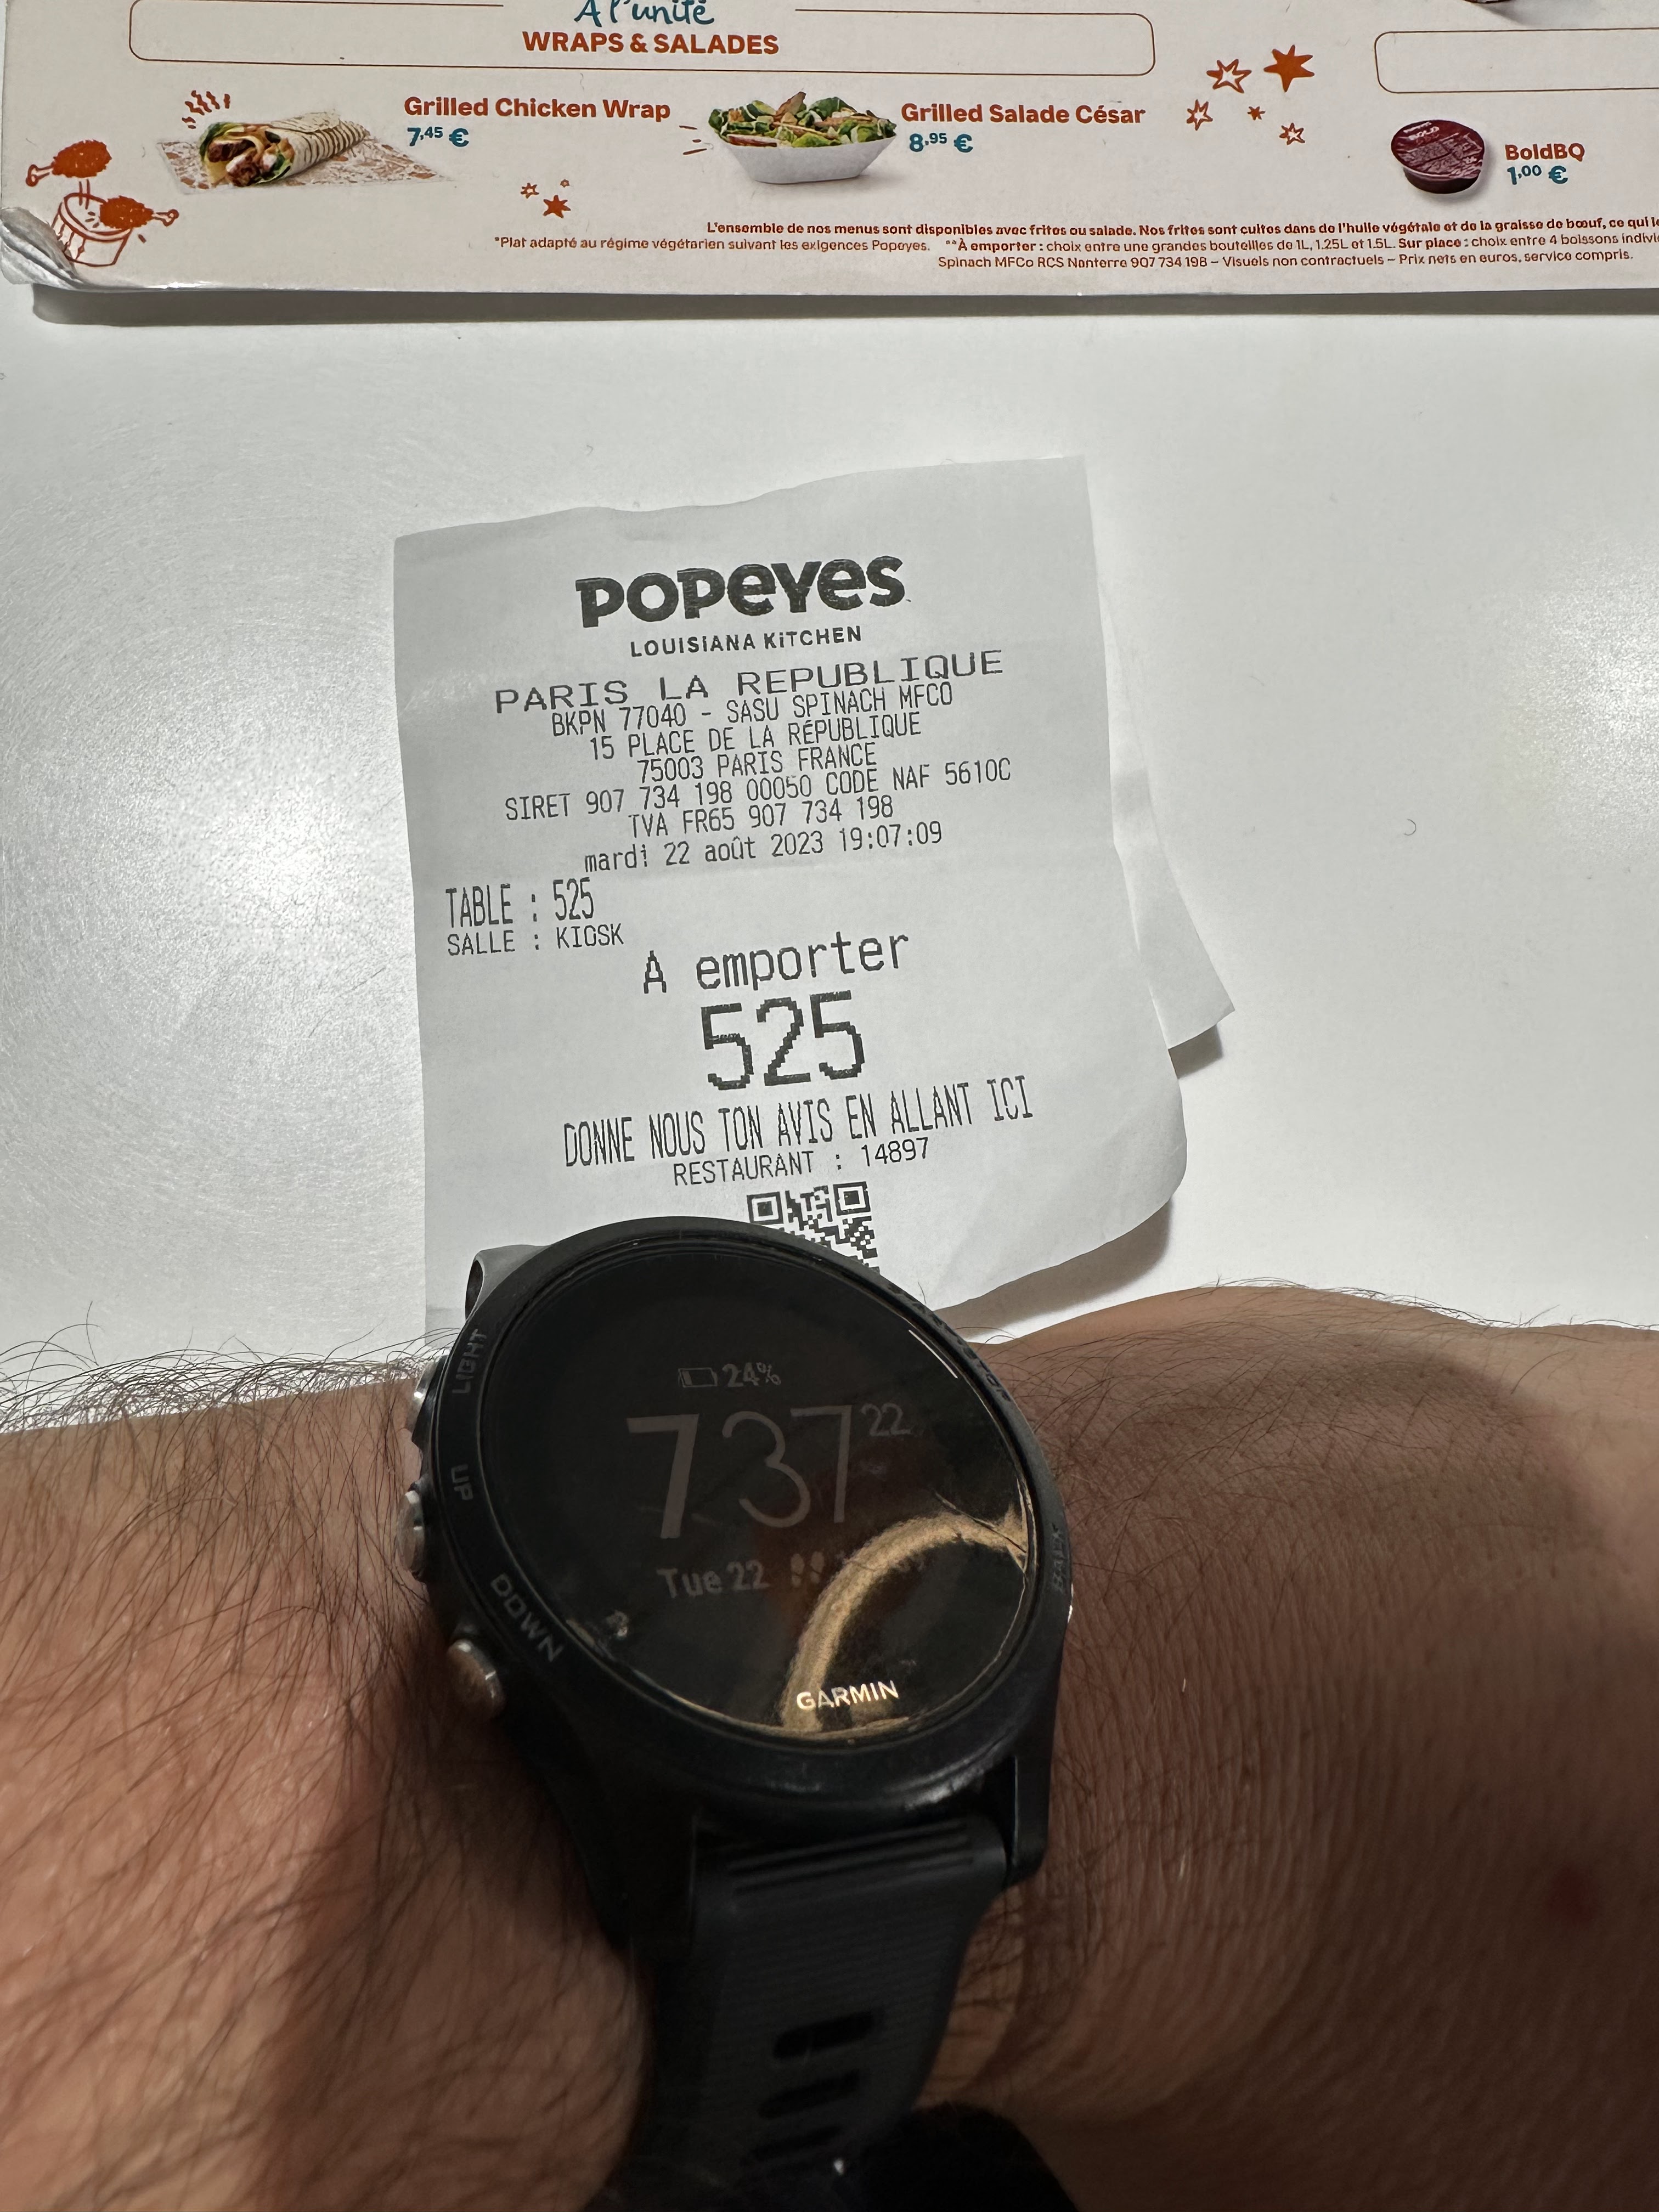 A l'unité
WRAPS & SALADES
Grilled Chicken Wrap
7,45 €
Grilled Salade César
8,95 €
BoldBQ
1,00 €
L'ensemble de nos menus sont disponibles avec frites ou salade. Nos frites sont cuites dans de l'huile végétale et de la graisse de bœuf, ce qui
*Plat adapté au régime végétarien suivant les exigences Popeyes. **À emporter : choix entre une grandes bouteilles de 1L, 1.25L et 1.5L. Sur place : choix entre 4 boissons
Spinach MFCo RCS Nanterre 907 734 198 – Visuels non contractuels – Prix nets en euros, service compris.
POPEYES
LOUISIANA KITCHEN
PARIS LA REPUBLIQUE
BKPN 77040 - SASU SPINACH MFCO
15 PLACE DE LA RÉPUBLIQUE
75003 PARIS FRANCE
SIRET 907 734 198 00050 CODE NAF 5610C
TVA FR65 907 734 198
mardi 22 août 2023 19:07:09
TABLE : 525
SALLE : KIOSK
A emporter
525
DONNE NOUS TON AVIS EN ALLANT ICI
RESTAURANT : 14897
LIGHT
24%
7 37 22
UP
Tue 22
DOWN
BACK
GARMIN